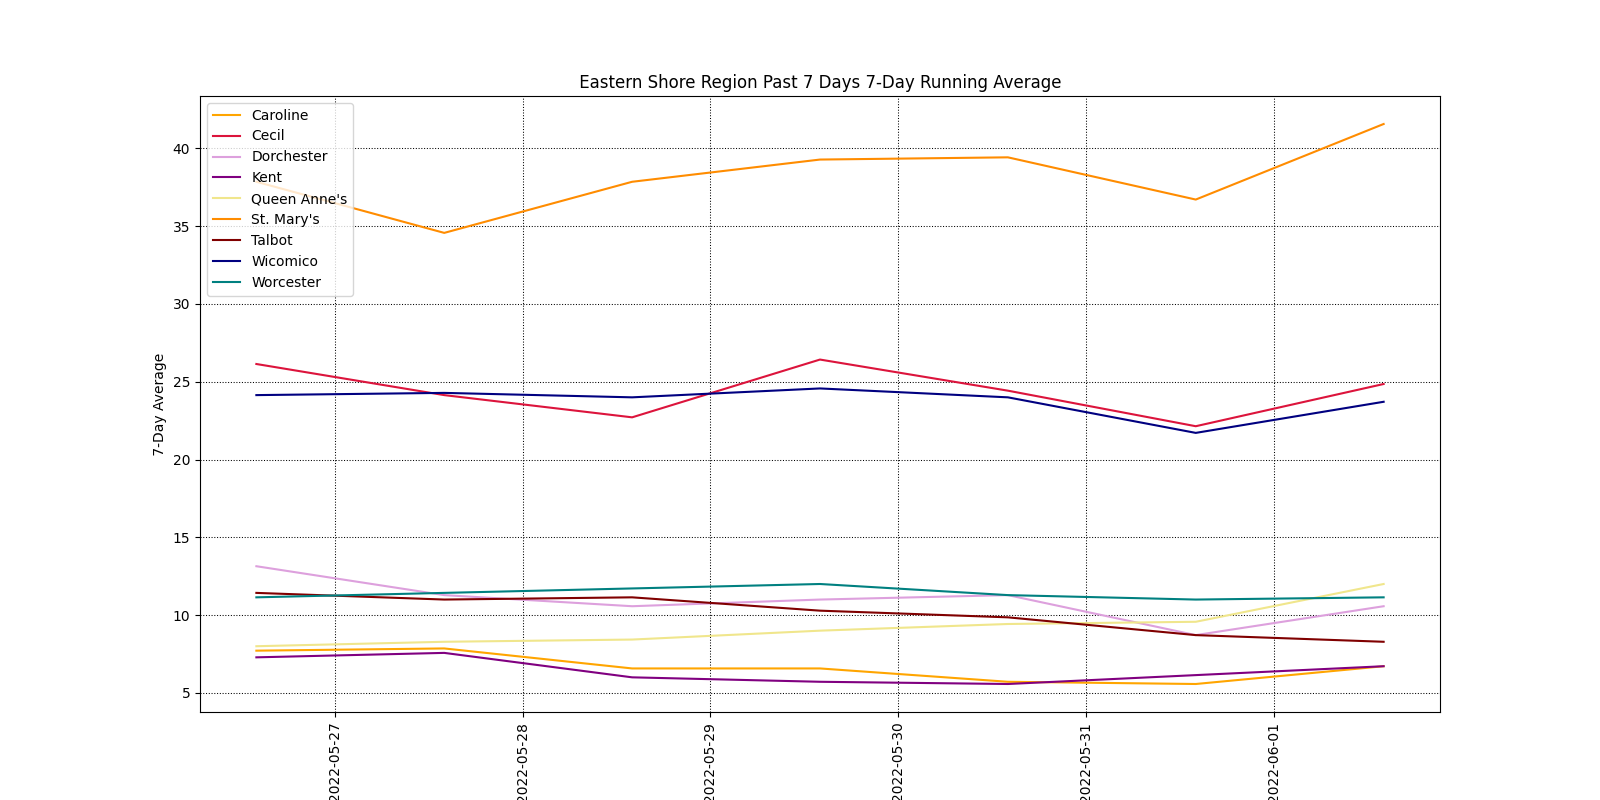 Eastern Shore Region Past 7 Days 7-Day Running Average
Caroline
Cecil
Dorchester
Kent
Queen Anne's
St. Mary's
Talbot
Wicomico
Worcester
7-Day Average
40
35
30
25
20
15
10
5
2022-05-27
2022-05-28
2022-05-29
2022-05-30
2022-05-31
2022-06-01